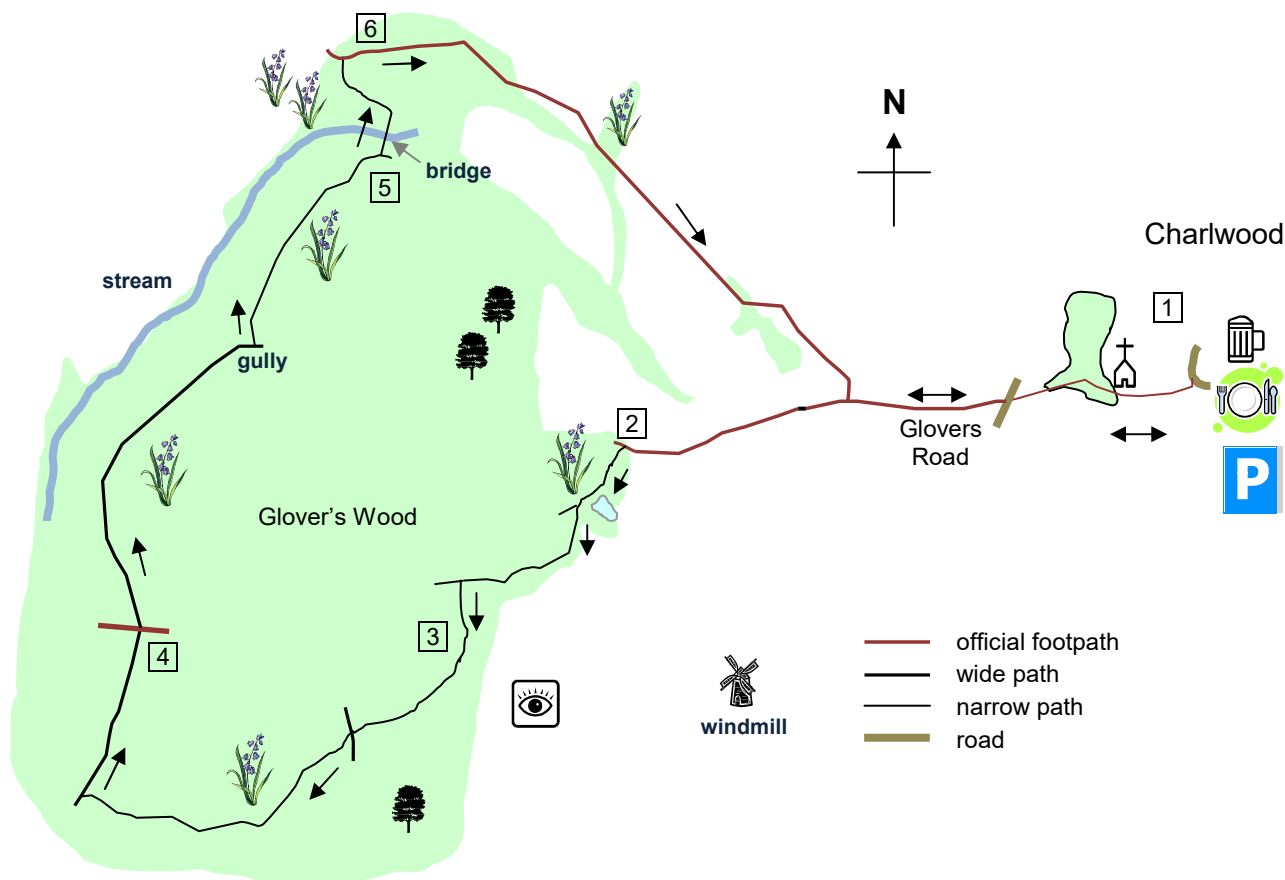 6
N
bridge
5
Charlwood
stream
1
gully
2
Glovers
Road
P
Glover's Wood
3
4
official footpath
wide path
narrow path
windmill
road